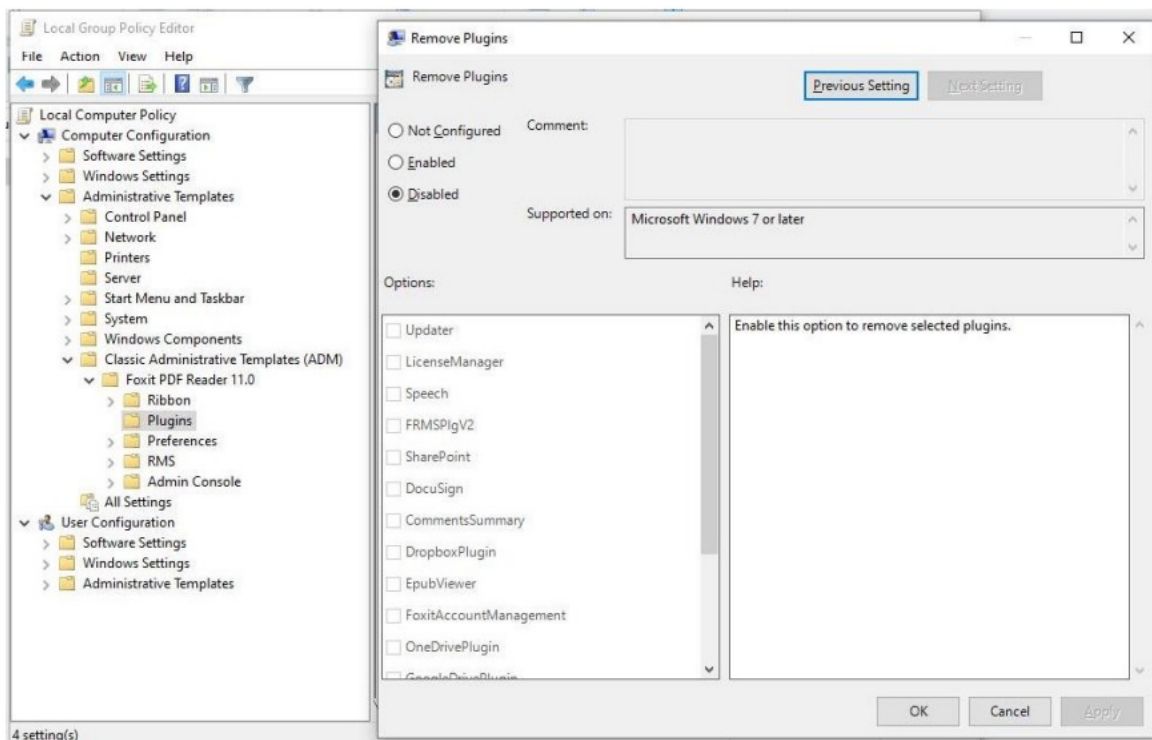 Local Group Policy Editor
File Action View Help
Local Computer Policy
Computer Configuration
Software Settings
Windows Settings
Administrative Templates
Control Panel
Network
Printers
Server
Start Menu and Taskbar
System
Windows Components
Classic Administrative Templates (ADM)
Foxit PDF Reader 11.0
Ribbon
Plugins
Preferences
RMS
Admin Console
All Settings
User Configuration
Software Settings
Windows Settings
Administrative Templates
4 setting(s)
Remove Plugins
Remove Plugins
Previous Setting
Next Setting
Not Configured
Comment:
Enabled
Disabled
Supported on:
Microsoft Windows 7 or later
Options:
Help:
Updater
LicenseManager
Speech
FRMSPlgV2
SharePoint
DocuSign
CommentsSummary
DropboxPlugin
EpubViewer
FoxitAccountManagement
OneDrivePlugin
GoogleDrivePlugin
Enable this option to remove selected plugins.
OK
Cancel
Apply